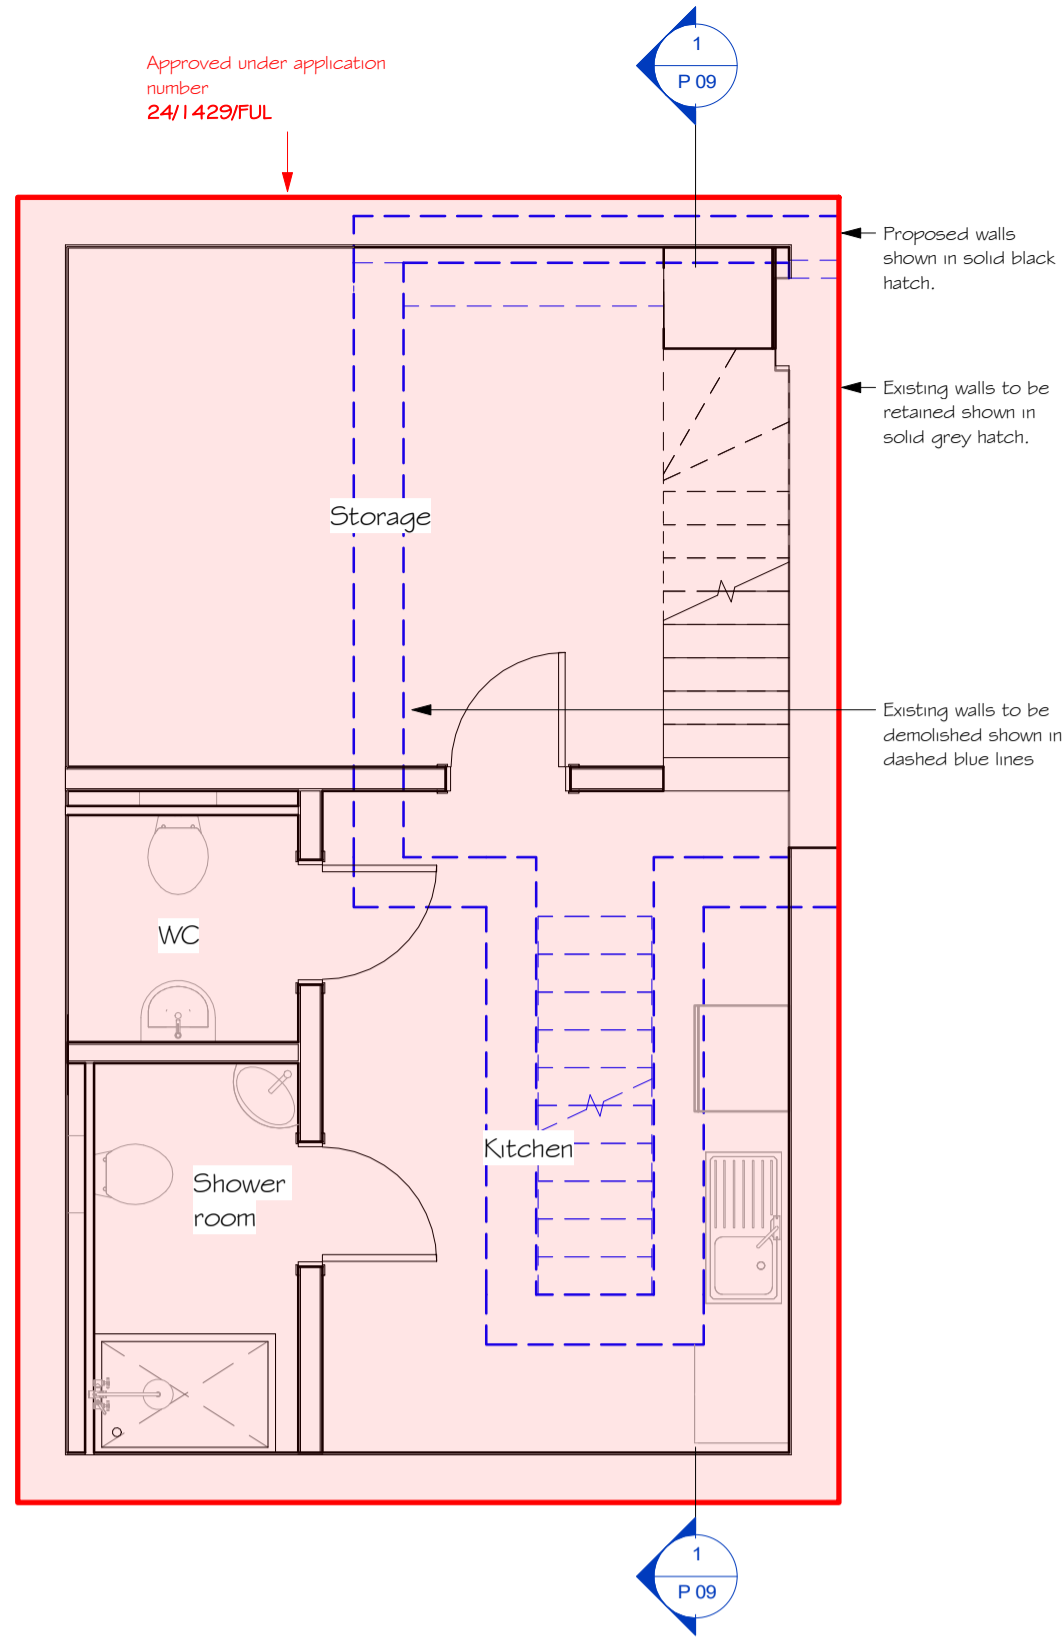 1
P 09
Approved under application
number
24/1429/FUL
Proposed walls
shown in solid black
hatch.
Existing walls to be
retained shown in
solid grey hatch.
Storage
Existing walls to be
demolished shown in
dashed blue lines
WC
Kitchen
Shower
room
1
P 09